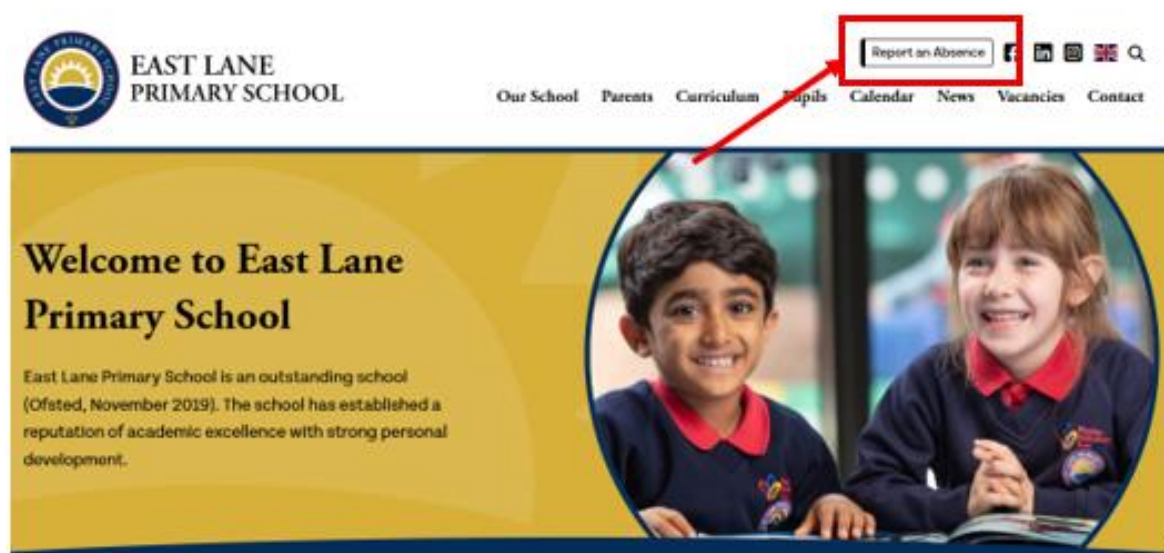 EAST LANE PRIMARY SCHOOL
EAST LANE
PRIMARY SCHOOL
Report an Absence
Our School Parents Curriculum Pupils Calendar News Vacancies Contact
Welcome to East Lane
Primary School
East Lane Primary School is an outstanding school
(Ofsted, November 2019). The school has established a
reputation of academic excellence with strong personal
development.